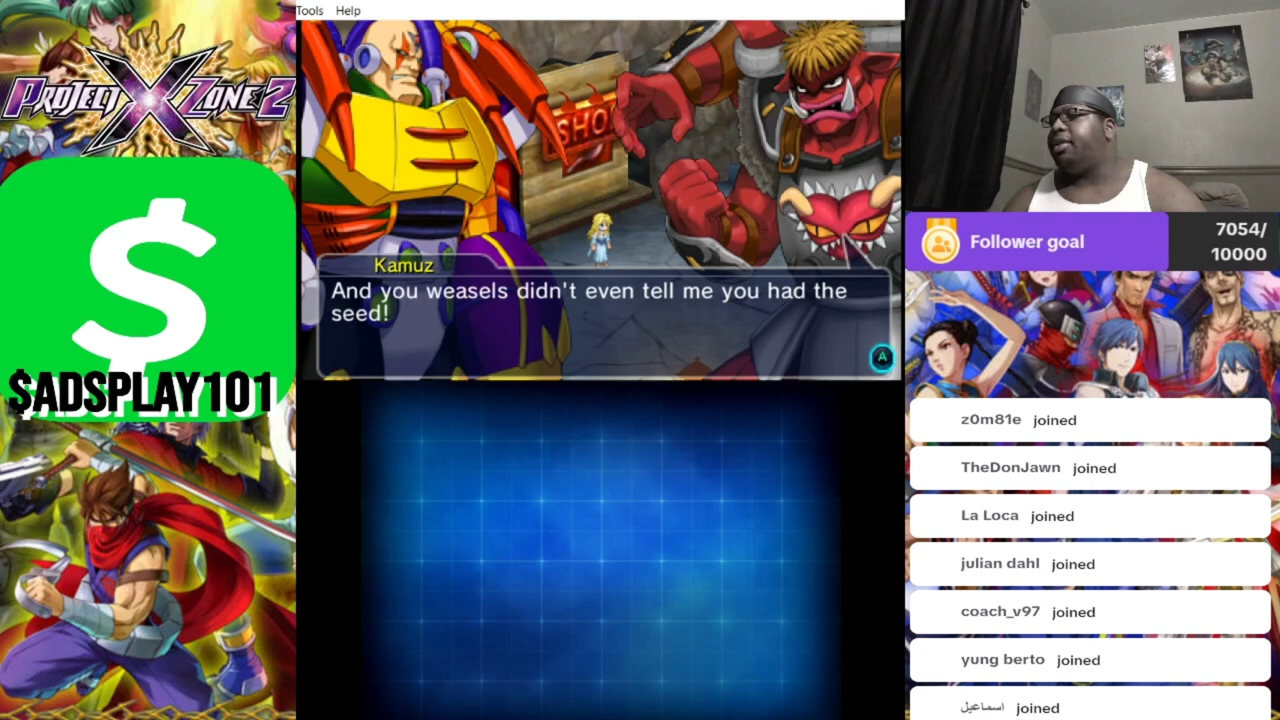 Tools Help
PROJECT X ZONE 2
$
$ADSPLAY101
SHO
Kamuz
And you weasels didn't even tell me you had the
seed!
A
Follower goal
7054/
10000
z0m81e joined
TheDonJawn joined
La Loca joined
julian dahl joined
coach_v97 joined
yung berto joined
اسماعيل joined